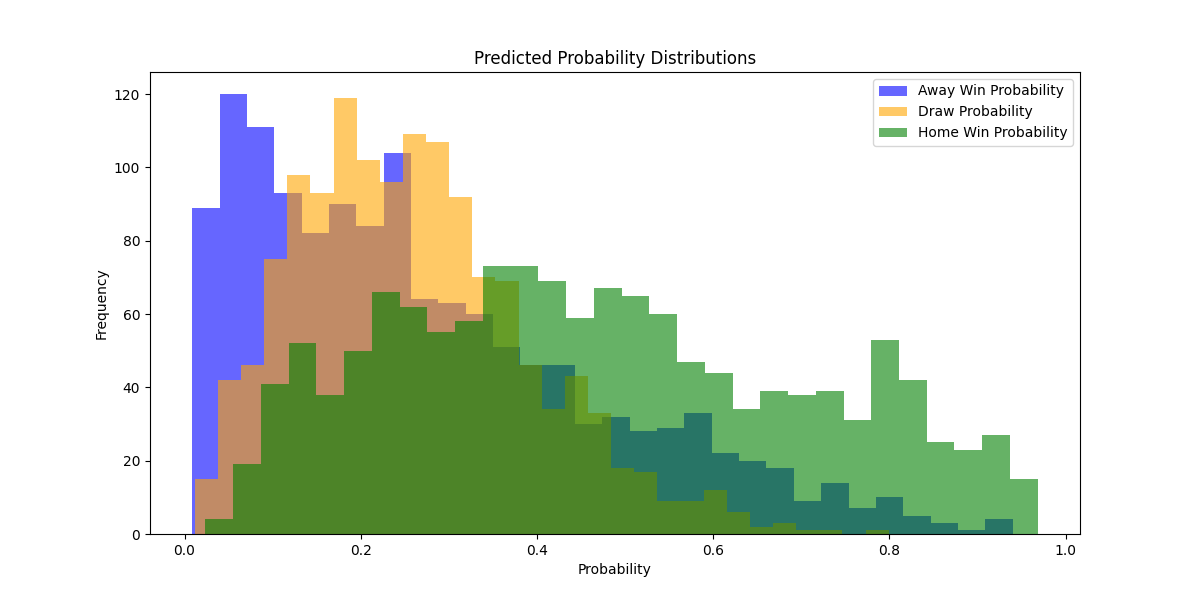 Predicted Probability Distributions
Away Win Probability
Draw Probability
Home Win Probability
Frequency
120
100
80
60
40
20
0
0.0 0.2 0.4 0.6 0.8 1.0
Probability